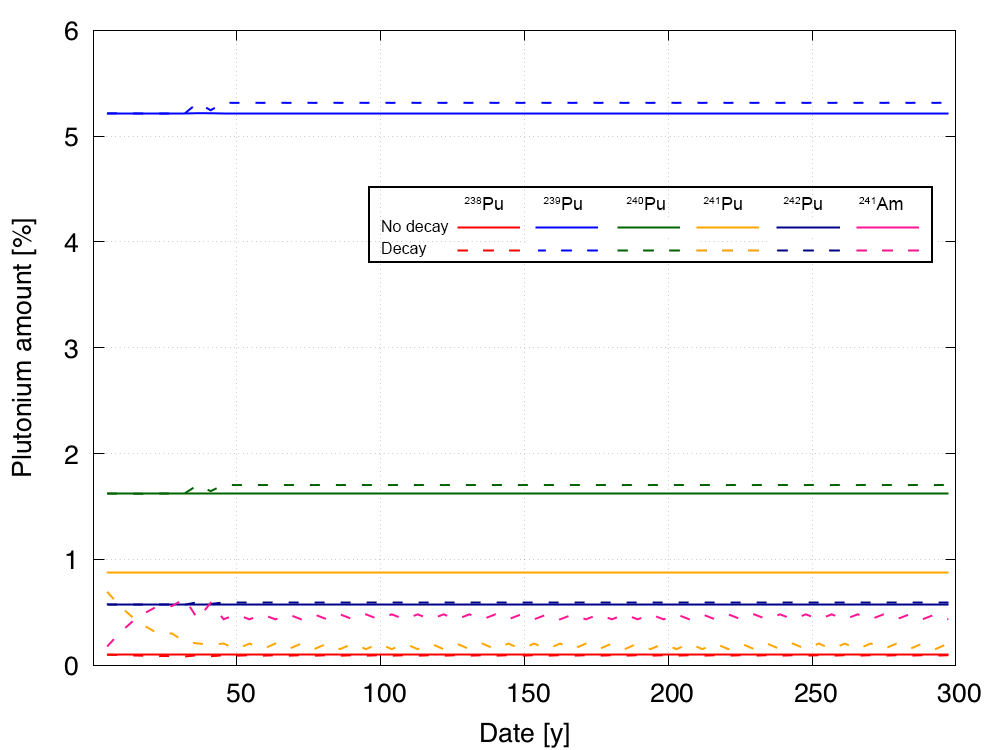 6
5
4
3
2
1
0
Plutonium amount [%]
²³⁸Pu ²³⁹Pu ²⁴⁰Pu ²⁴¹Pu ²⁴²Pu ²⁴¹Am
No decay
Decay
50 100 150 200 250 300
Date [y]